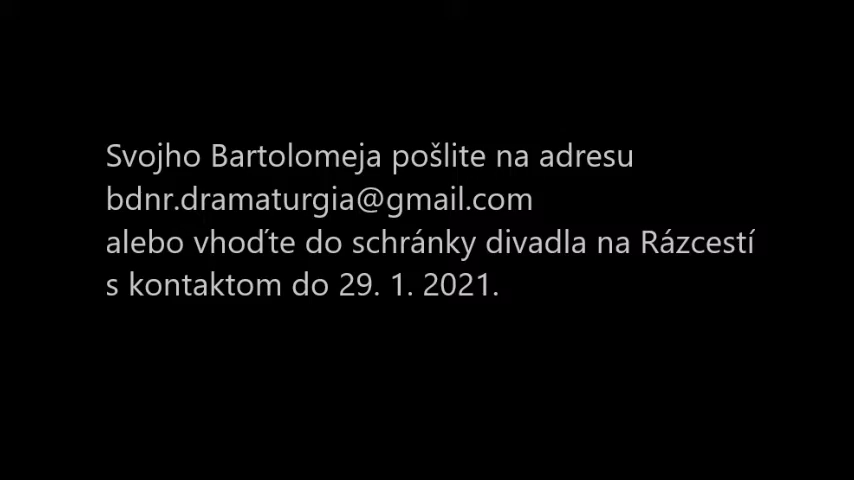 Svojho Bartolomeja pošlite na adresu
bdnr.dramaturgia@gmail.com
alebo vhoďte do schránky divadla na Rázcestí
s kontaktom do 29. 1. 2021.